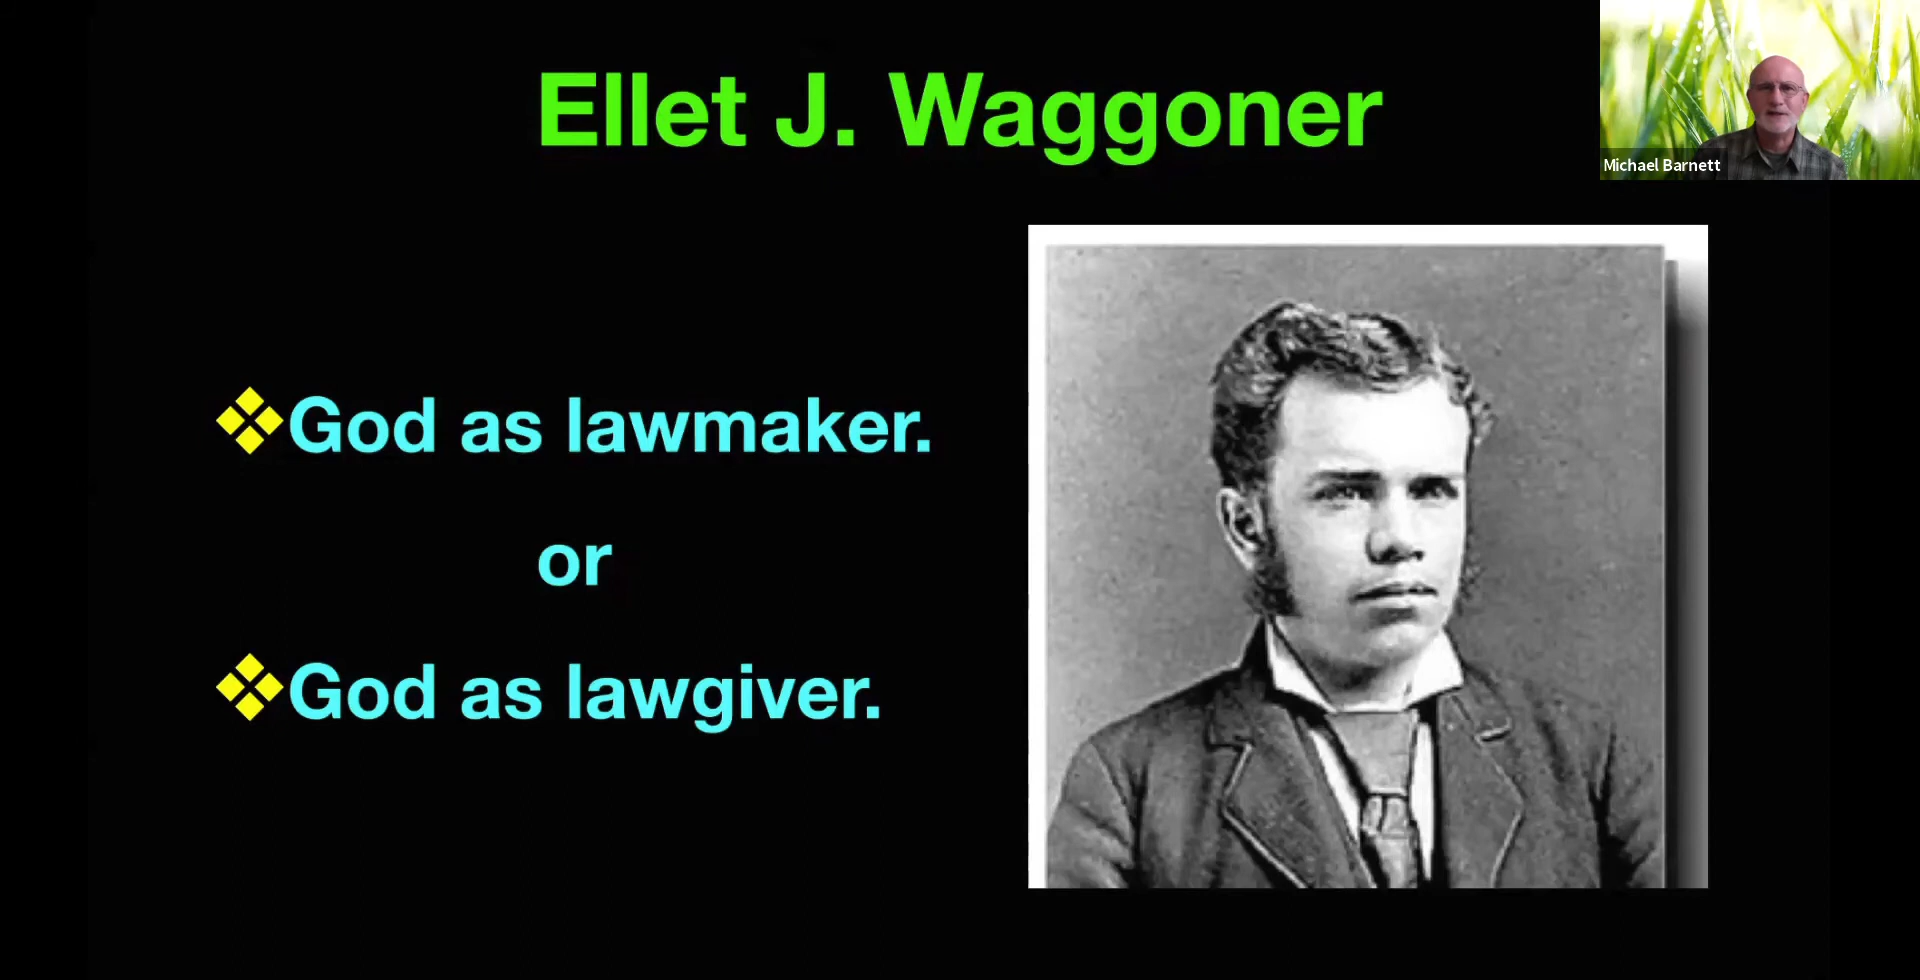 Ellet J. Waggoner
Michael Barnett
God as lawmaker.
or
God as lawgiver.